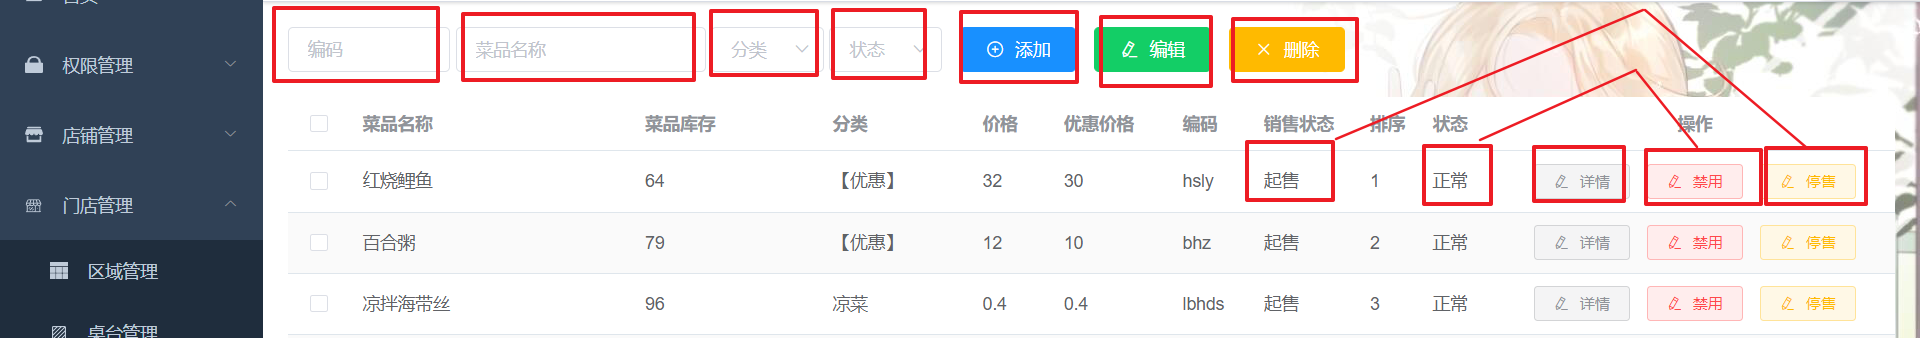 首页
权限管理
店铺管理
门店管理
区域管理
桌台管理
编码 菜品名称 分类 状态 添加 编辑 删除
菜品名称 菜品库存 分类 价格 优惠价格 编码 销售状态 排序 状态 操作
红烧鲤鱼 64 【优惠】 32 30 hsly 起售 1 正常 详情 禁用 停售
百合粥 79 【优惠】 12 10 bhz 起售 2 正常 详情 禁用 停售
凉拌海带丝 96 凉菜 0.4 0.4 lbhds 起售 3 正常 详情 禁用 停售